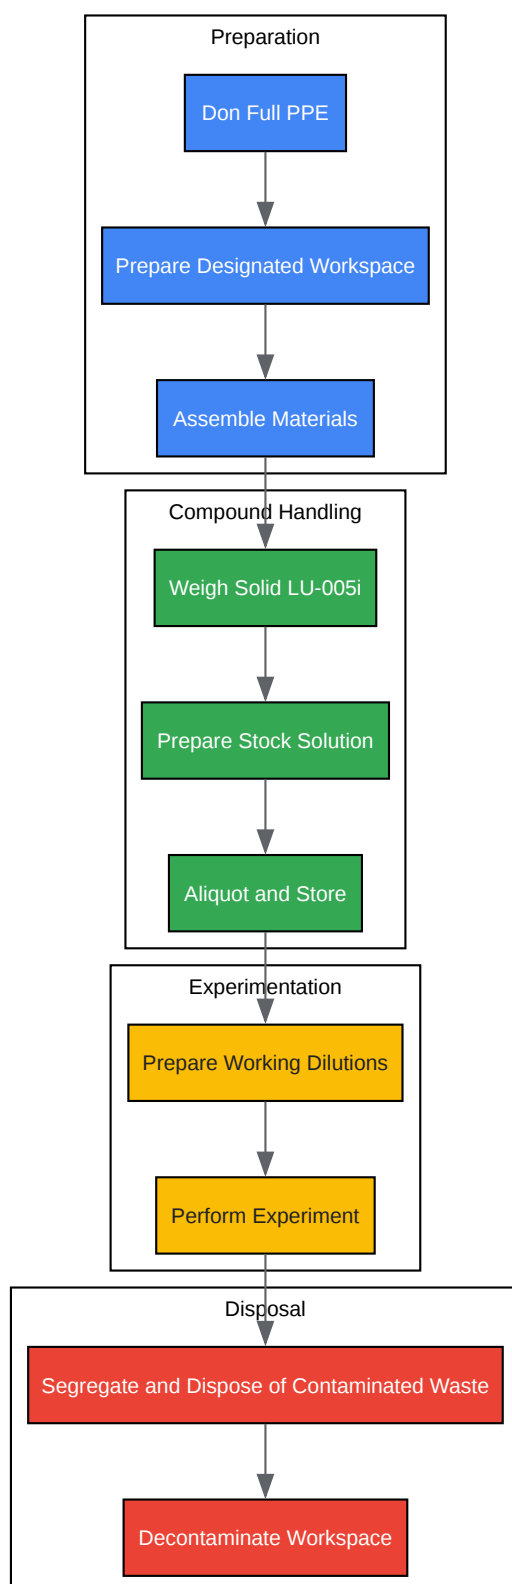 Preparation
Don Full PPE
Prepare Designated Workspace
Assemble Materials
Compound Handling
Weigh Solid LU-005i
Prepare Stock Solution
Aliquot and Store
Experimentation
Prepare Working Dilutions
Perform Experiment
Disposal
Segregate and Dispose of Contaminated Waste
Decontaminate Workspace